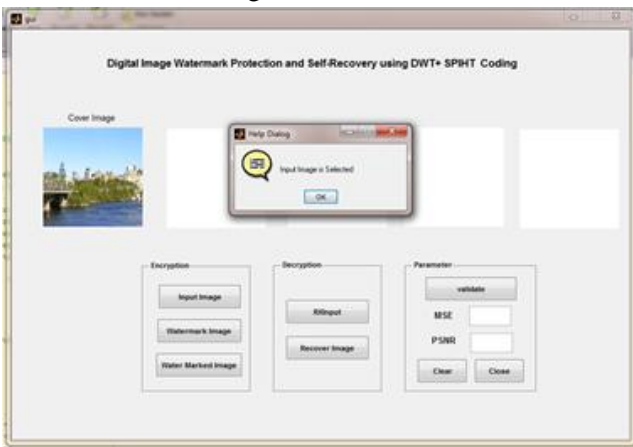 gui
Digital Image Watermark Protection and Self-Recovery using DWT+ SPIHT Coding
Cover Image
Help Dialog
Input Image is Selected
OK
Encryption
Input Image
Watermark Image
Water Marked Image
Decryption
Recover Image
Parameter
validate
MSE
PSNR
Clear
Close